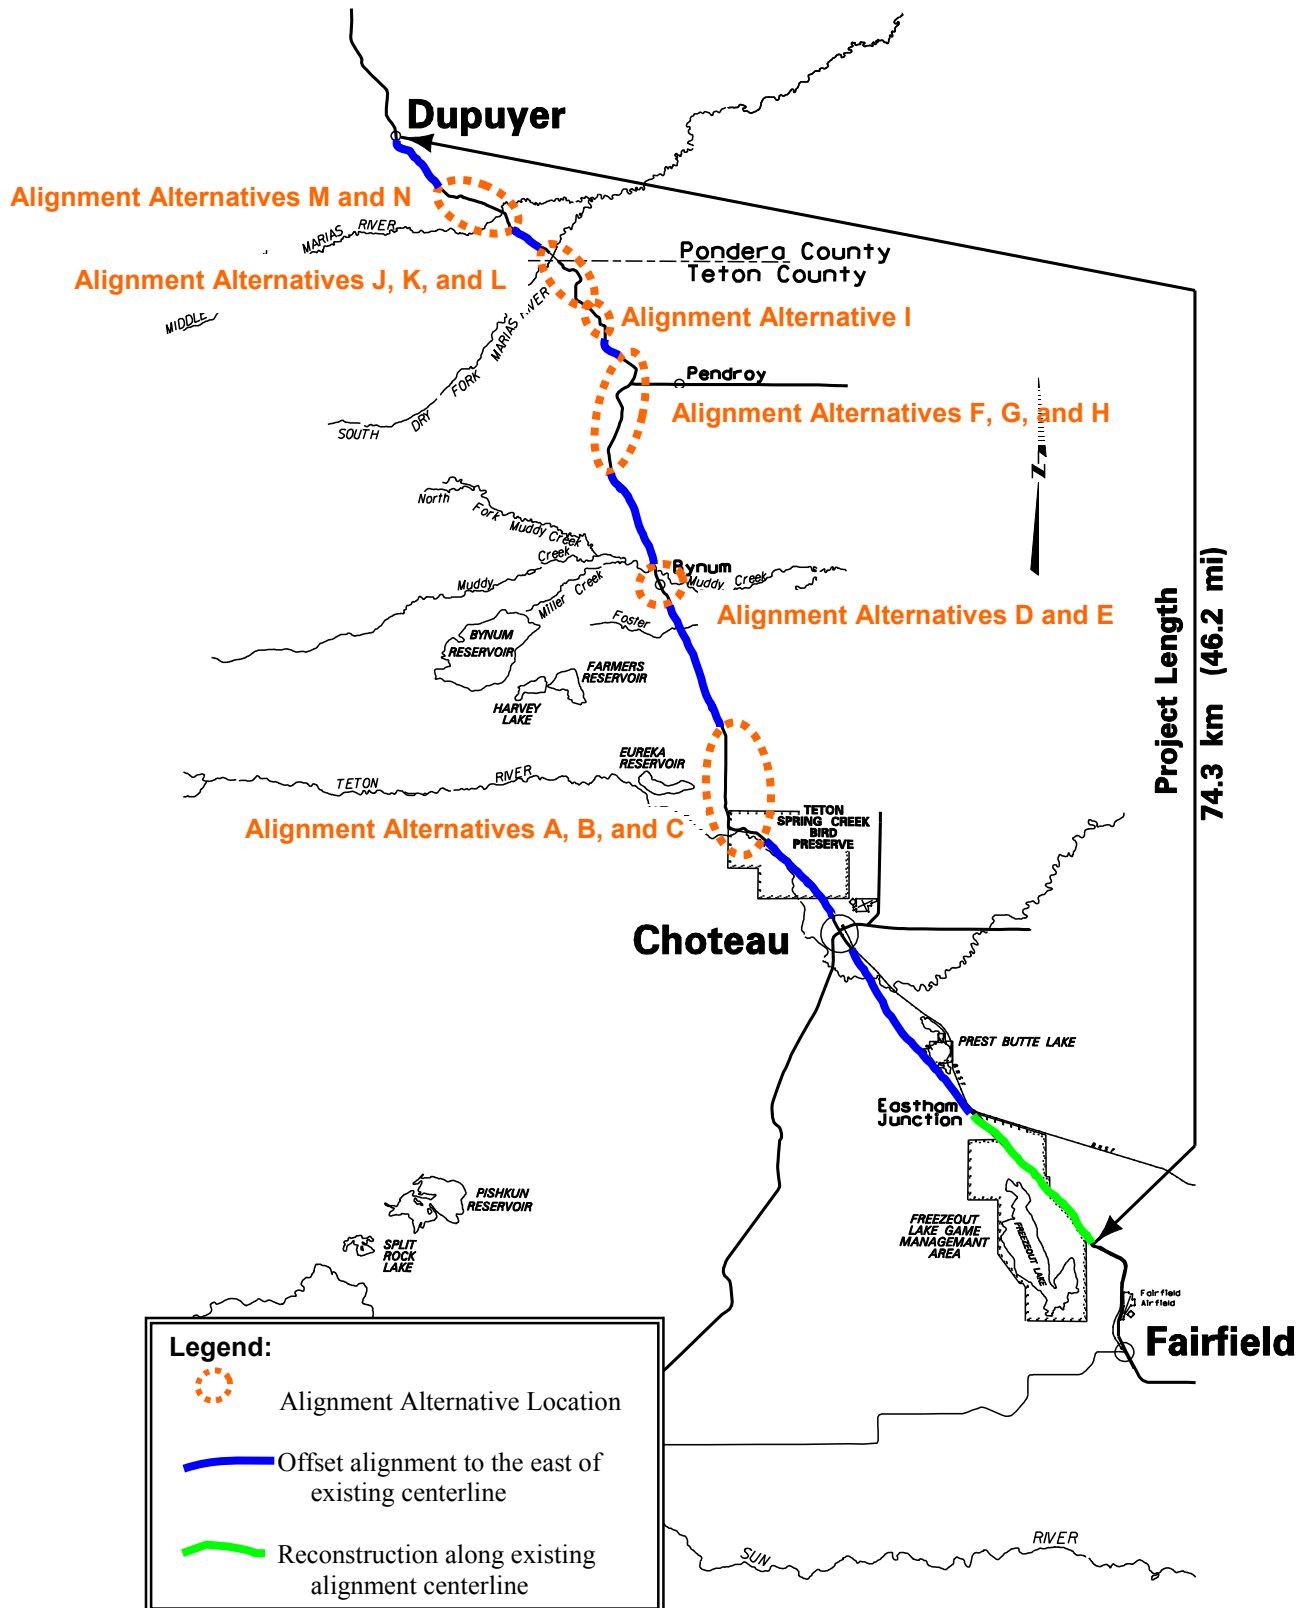 Dupuyer
Alignment Alternatives M and N
MARIAS RIVER
Pondera County
Teton County
Alignment Alternatives J, K, and L
MIDDLE
Alignment Alternative I
SOUTH DRY FORK MARIAS RIVER
Pendroy
Alignment Alternatives F, G, and H
N
North Fork Muddy Creek
Muddy Creek
Bynum
Muddy Creek
Miller Creek
Alignment Alternatives D and E
Foster
BYNUM
RESERVOIR
FARMERS
RESERVOIR
HARVEY
LAKE
Project Length
74.3 km (46.2 mi)
EUREKA
RESERVOIR
TETON RIVER
Alignment Alternatives A, B, and C
TETON
SPRING CREEK
BIRD
PRESERVE
Choteau
PREST BUTTE LAKE
BNSF
Eastham
Junction
BNSF
PISHKUN
RESERVOIR
SPLIT
ROCK
LAKE
FREEZEOUT
LAKE GAME
MANAGEMANT
AREA
FREEZEOUT LAKE
Fairfield
Airfield
Fairfield
Legend:
Alignment Alternative Location
Offset alignment to the east of
existing centerline
Reconstruction along existing
alignment centerline
SUN RIVER